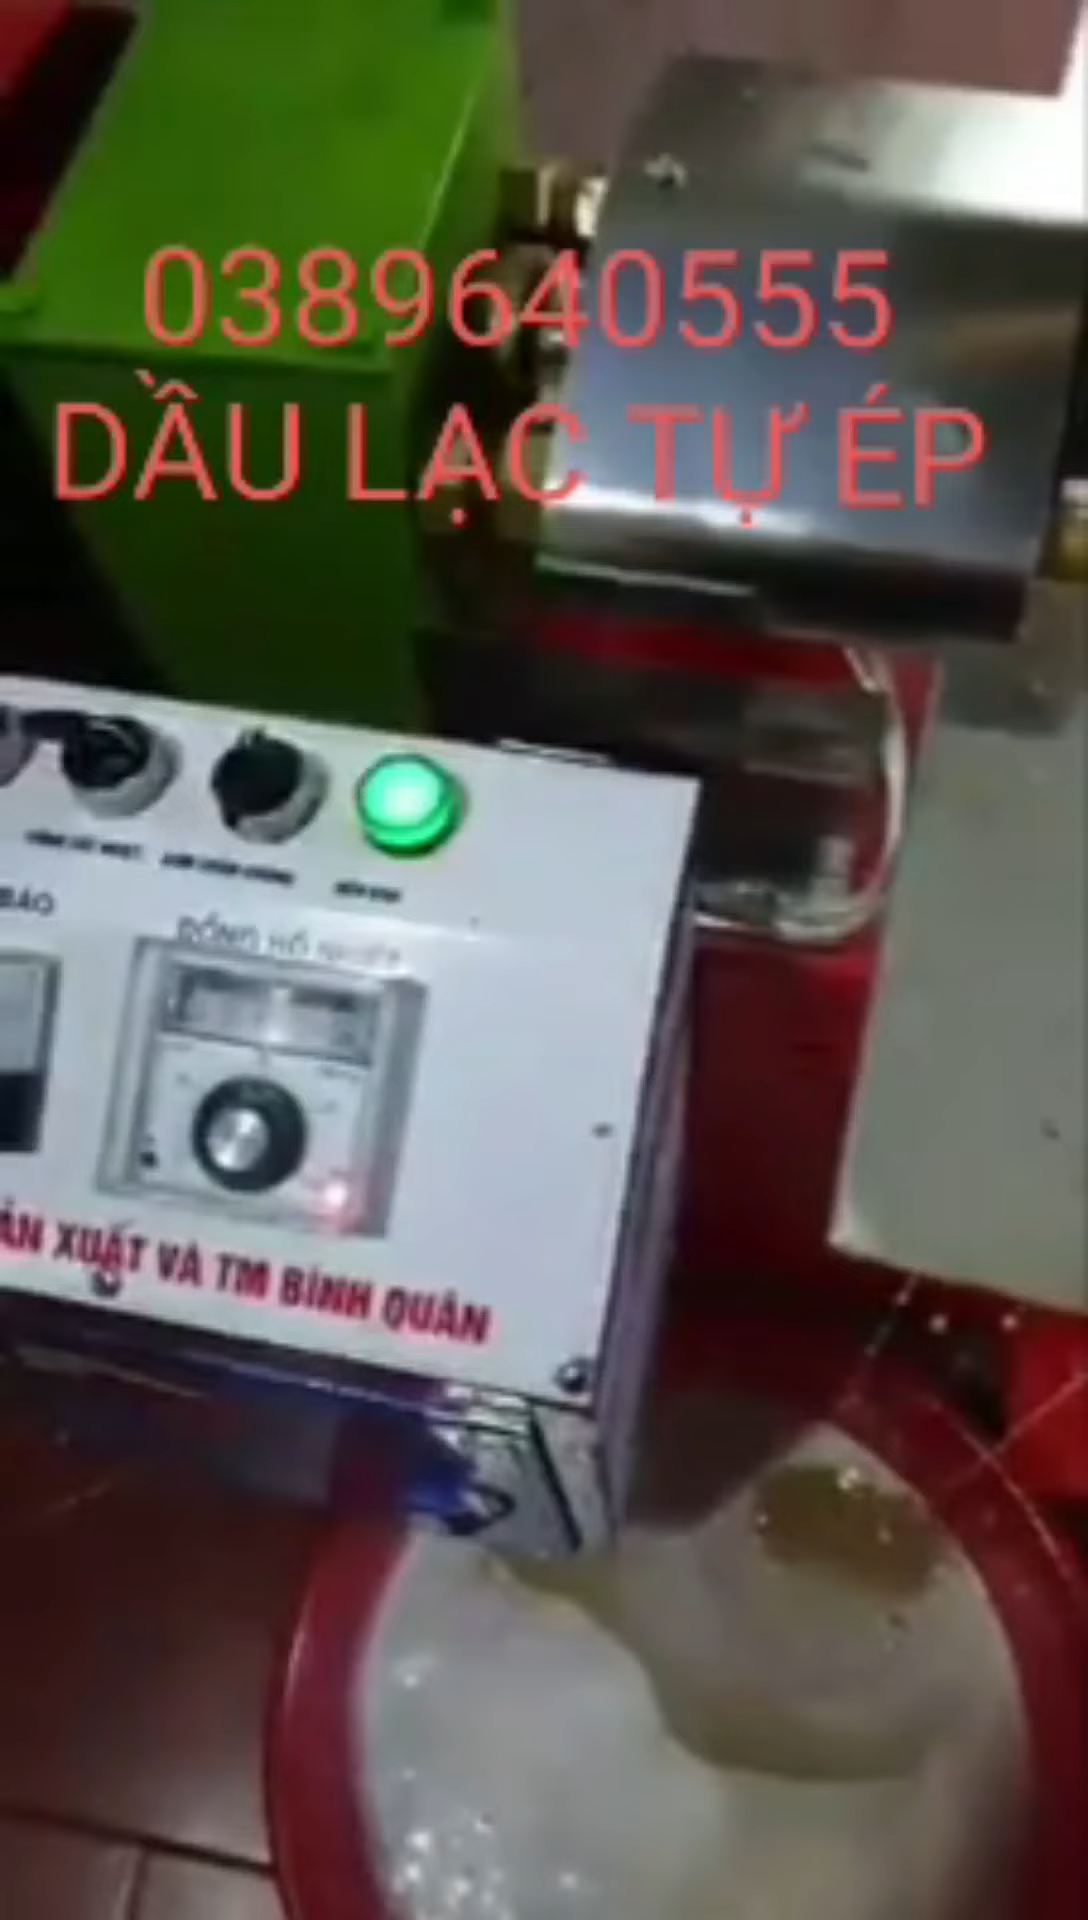 0389640555
DẦU LẠC TỰ ÉP
BÁO
ĐỒNG HỒ NHIỆT
ẢN XUẤT VÀ TM BÌNH QUÂN